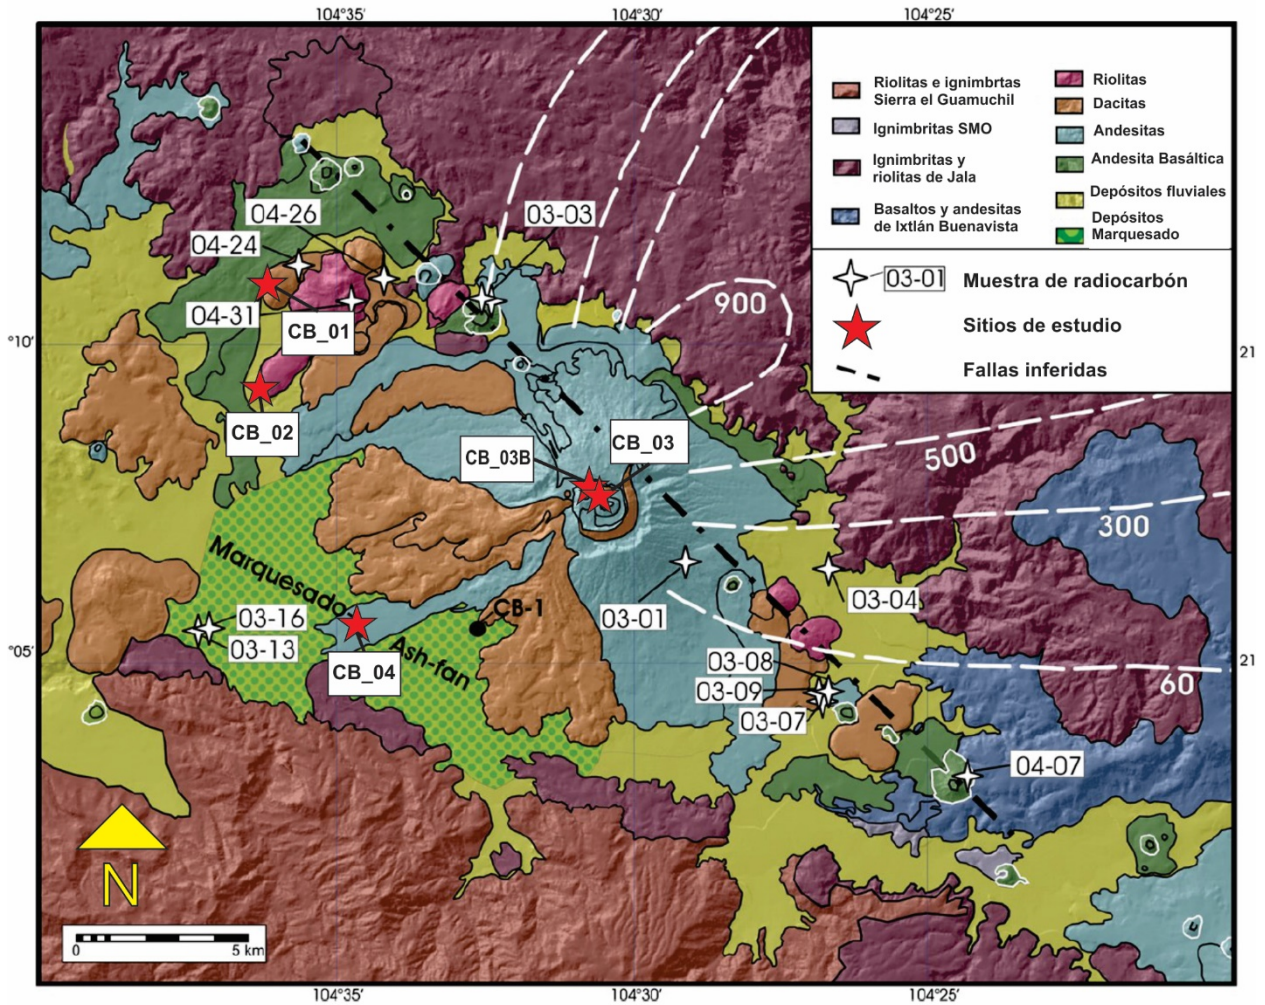 104°35'
104°30'
104°25'
Riolitas e ignimbrtas
Sierra el Guamuchil
Ignimbritas SMO
Ignimbritas y
riolitas de Jala
Basaltos y andesitas
de Ixtlán Buenavista
Riolitas
Dacitas
Andesitas
Andesita Basáltica
Depósitos fluviales
Depósitos
Marquesado
03-01
Muestra de radiocarbón
Sitios de estudio
Fallas inferidas
04-26
03-03
04-24
04-31
CB_01
900
°10'
21
CB_02
CB_03
CB_03B
500
300
Marquesado
Ash-fan
CB-1
03-16
03-13
03-01
03-04
°05'
21
CB_04
03-08
03-09
03-07
60
04-07
N
0
5 km
104°35'
104°30'
104°25'